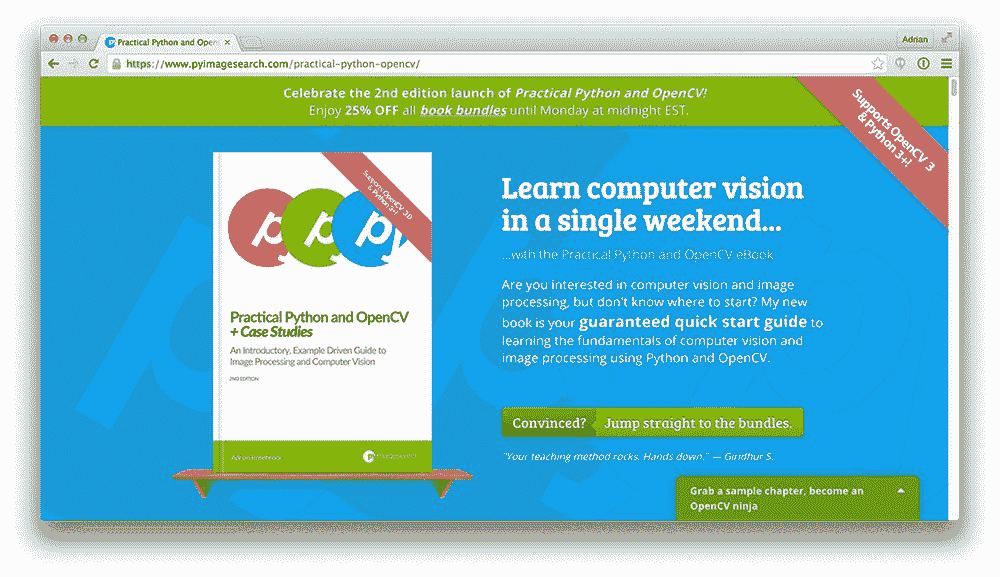 Practical Python and Open
Adrian
https://www.pyimagesearch.com/practical-python-opencv/
Celebrate the 2nd edition launch of Practical Python and OpenCV!
Enjoy 25% OFF all book bundles until Monday at midnight EST.
Supports OpenCV 3
& Python 3+!
Supports OpenCV 3.0
& Python 3+!
py
py
py
Practical Python and OpenCV
+ Case Studies
An Introductory, Example Driven Guide to
Image Processing and Computer Vision
2ND EDITION
Adrian Rosebrock
Learn computer vision
in a single weekend...
...with the Practical Python and OpenCV eBook
Are you interested in computer vision and image
processing, but don't know where to start? My new
book is your guaranteed quick start guide to
learning the fundamentals of computer vision and
image processing using Python and OpenCV.
Convinced? Jump straight to the bundles.
"Your teaching method rocks. Hands down." — Giridhur S.
Grab a sample chapter, become an
OpenCV ninja